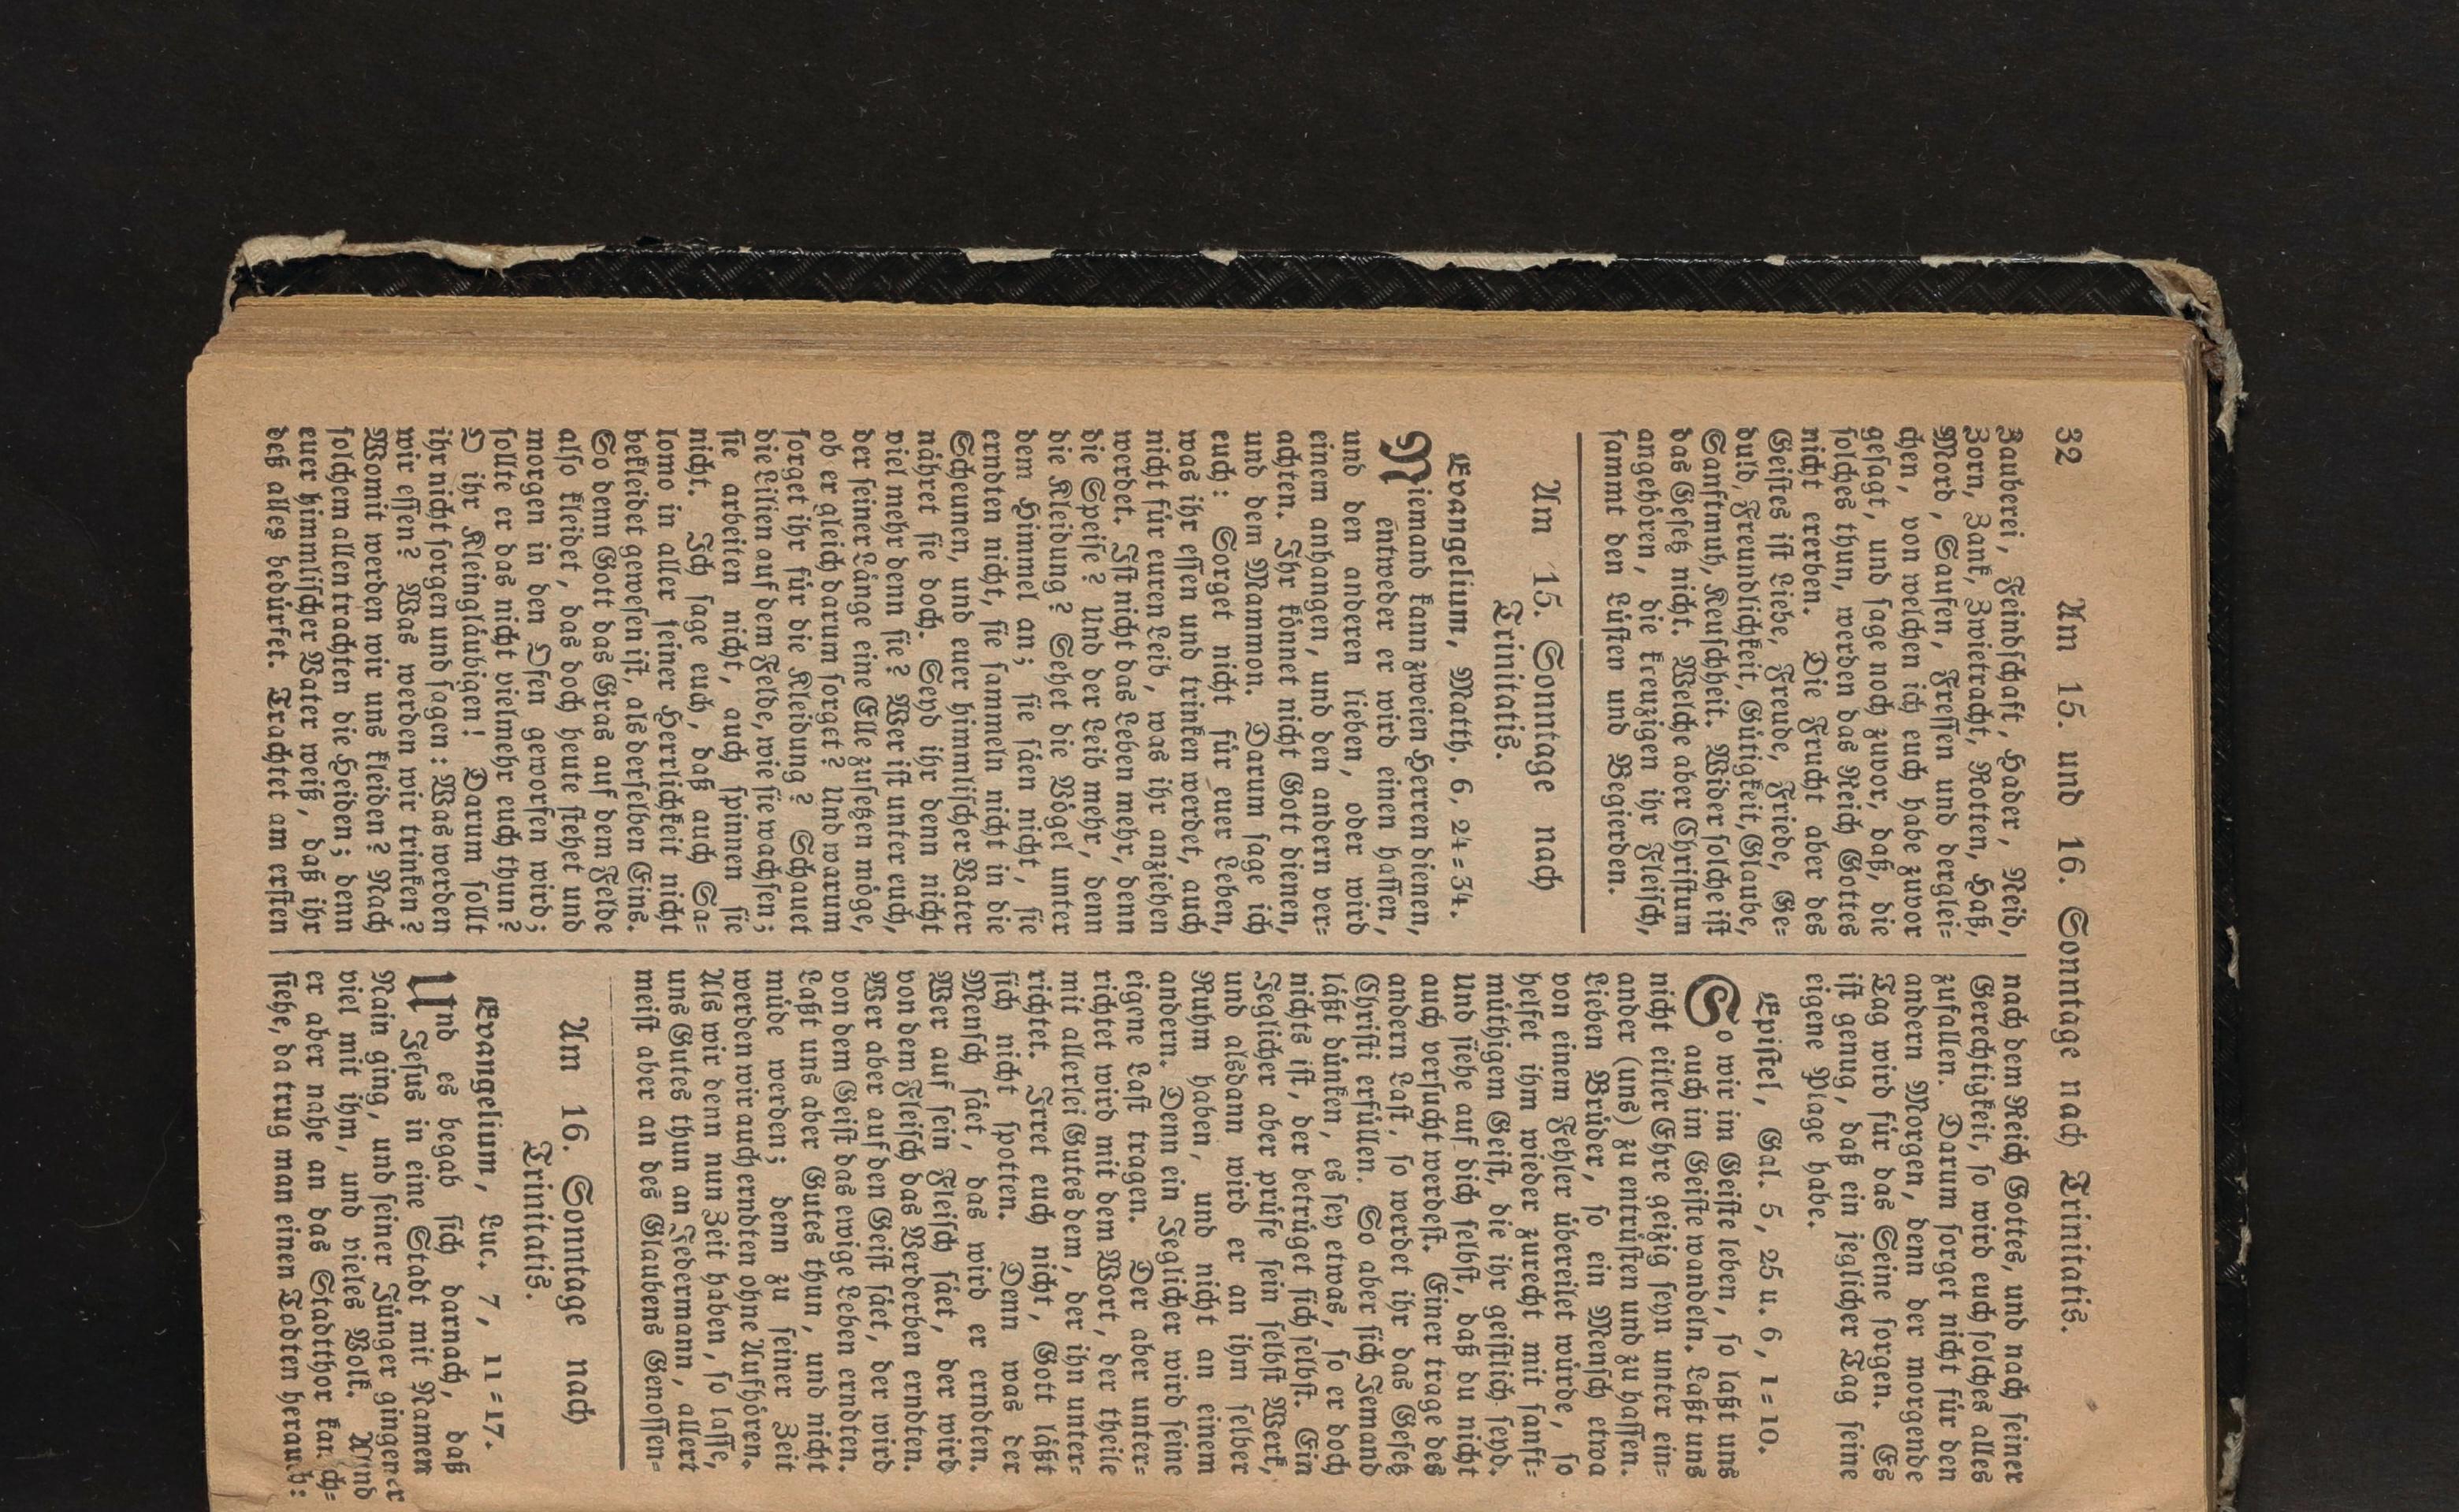 32 Am 15. und 16. Sonntage nach Trinitatis.
Zauberei, Feindschaft, Hader, Neid,
Zorn, Zank, Zwietracht, Rotten, Haß,
Mord, Saufen, Fressen und derglei=
chen, von welchen ich euch habe zuvor
gesagt, und sage noch zuvor, daß, die
solches thun, werden das Reich Gottes
nicht ererben. Die Frucht aber des
Geistes ist Liebe, Freude, Friede, Ge=
duld, Freundlichkeit, Gütigkeit, Glaube,
Sanftmuth, Keuschheit. Wider solche ist
das Gesetz nicht. Welche aber Christum
angehören, die kreuzigen ihr Fleisch,
sammt den Lüsten und Begierden.
Am 15. Sonntage nach
Trinitatis.
Evangelium, Matth. 6, 24=34.
Niemand kann zweien Herren dienen,
entweder er wird einen hassen,
und den anderen lieben, oder wird
einem anhangen, und den andern ver=
achten. Ihr könnet nicht Gott dienen,
und dem Mammon. Darum sage ich
euch: Sorget nicht für euer Leben,
was ihr essen und trinken werdet, auch
nicht für euren Leib, was ihr anziehen
werdet. Ist nicht das Leben mehr, denn
die Speise? Und der Leib mehr, denn
die Kleidung? Sehet die Vögel unter
dem Himmel an; sie säen nicht, sie
erndten nicht, sie sammeln nicht in die
Scheunen, und euer himmlischer Vater
nähret sie doch. Seyd ihr denn nicht
viel mehr denn sie? Wer ist unter euch,
der seiner Länge eine Elle zusetzen möge,
ob er gleich darum sorget? Und warum
sorget ihr für die Kleidung? Schauet
die Lilien auf dem Felde, wie sie wachsen;
sie arbeiten nicht, auch spinnen sie
nicht. Ich sage euch, daß auch Sa=
lomo in aller seiner Herrlichkeit nicht
bekleidet gewesen ist, als derselben Eins.
So denn Gott das Gras auf dem Felde
also kleidet, das doch heute stehet und
morgen in den Ofen geworfen wird;
sollte er das nicht vielmehr euch thun?
O ihr Kleingläubigen! Darum sollt
ihr nicht sorgen und sagen: Was werden
wir essen? Was werden wir trinken?
Womit werden wir uns kleiden? Nach
solchem allen trachten die Heiden; denn
euer himmlischer Vater weiß, daß ihr
deß alles bedürfet. Trachtet am ersten
nach dem Reich Gottes, und nach seiner
Gerechtigkeit, so wird euch solches alles
zufallen. Darum sorget nicht für den
andern Morgen, denn der morgende
Tag wird für das Seine sorgen. Es
ist genug, daß ein jeglicher Tag seine
eigene Plage habe.
Epistel, Gal. 5, 25 u. 6, 1=10.
So wir im Geiste leben, so laßt uns
auch im Geiste wandeln. Laßt uns
nicht eitler Ehre geizig seyn unter ein=
ander (uns) zu entrüsten und zu hassen.
Lieben Brüder, so ein Mensch etwa
von einem Fehler übereilet würde, so
helfet ihm wieder zurecht mit sanft=
müthigem Geist, die ihr geistlich seyd.
Und siehe auf dich selbst, daß du nicht
auch versucht werdest. Einer trage des
andern Last, so werdet ihr das Gesetz
Christi erfüllen. So aber sich Jemand
läßt dünken, es sey etwas, so er doch
nichts ist, der betrüget sich selbst. Ein
Jeglicher aber prüfe sein selbst Werk,
und alsdann wird er an ihn selber
Ruhm haben, und nicht an einem
andern. Denn ein Jeglicher wird seine
eigene Last tragen. Der aber unter=
richtet wird mit dem Wort, der theile
mit allerlei Gutes dem, der ihn unter=
richtet. Irret euch nicht, Gott läßt
sich nicht spotten. Denn was der
Mensch säet, das wird er erndten.
Wer auf sein Fleisch säet, der wird
von dem Fleisch das Verderben erndten.
Wer aber auf den Geist säet, der wird
von dem Geist das ewige Leben erndten.
Laßt uns aber Gutes thun, und nicht
müde werden; denn zu seiner Zeit
werden wir auch erndten ohne Aufhören.
Als wir denn nun Zeit haben, so lasset,
uns Gutes thun an Jedermann, allert
meist aber an des Glaubens Genossen=
Am 16. Sonntage nach
Trinitatis.
Evangelium, Luc. 7, 11=17.
Und es begab sich darnach, daß
Jesus in eine Stadt mit Namen
Nain ging, und seiner Jünger gingen er
viel mit ihm, und vieles Volk. Und
er aber nahe an das Stadtthor kam ch=
siehe, da trug man einen Todten heraus: